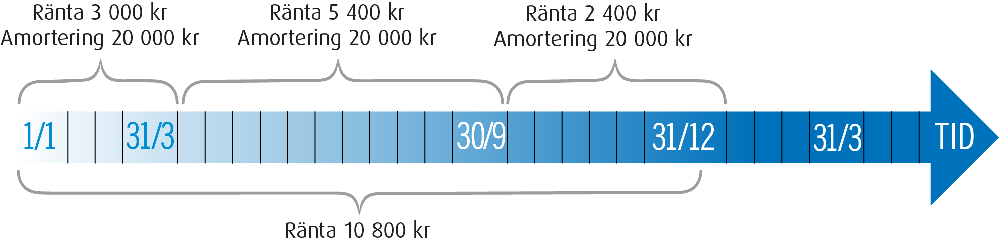 Ränta 3 000 kr
Amortering 20 000 kr
Ränta 5 400 kr
Amortering 20 000 kr
Ränta 2 400 kr
Amortering 20 000 kr
1/1
31/3
30/9
31/12
31/3
TID
Ränta 10 800 kr